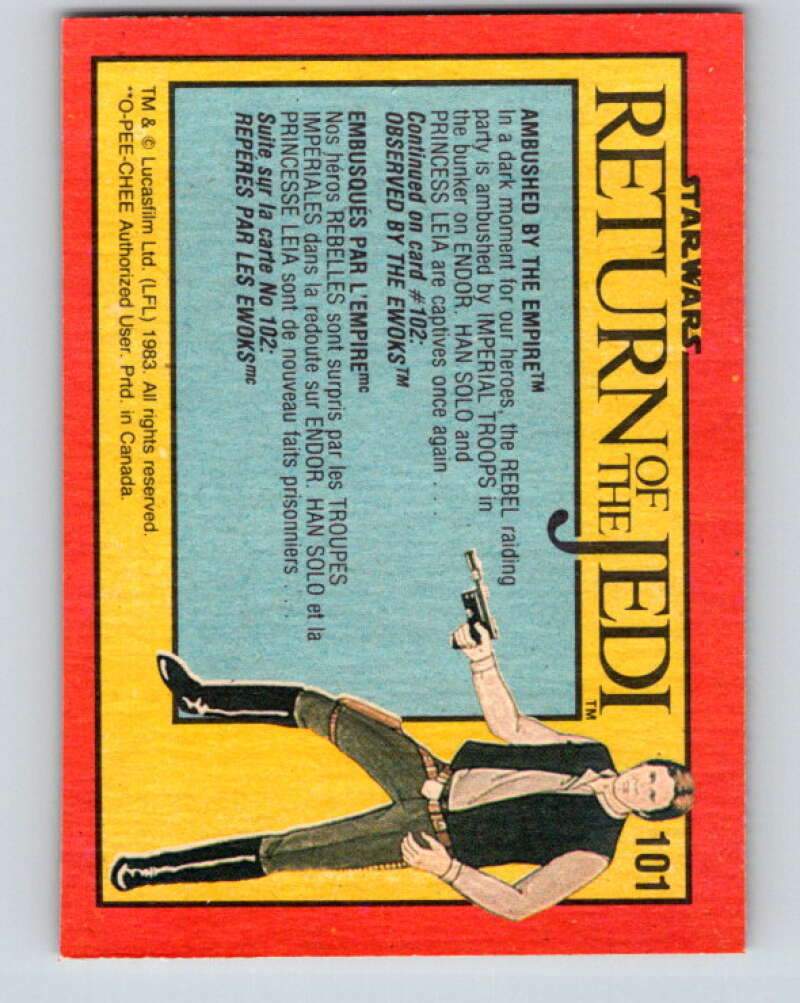 STAR WARS
RETURN OF THE JEDI™
101
AMBUSHED BY THE EMPIRE™
In a dark moment for our heroes, the REBEL raiding
party is ambushed by IMPERIAL TROOPS in
the bunker on ENDOR. HAN SOLO and
PRINCESS LEIA are captives once again . . .
Continued on card #102:
OBSERVED BY THE EWOKS™
EMBUSQUÉS PAR L'EMPIREmc
Nos héros REBELLES sont surpris par les TROUPES
IMPÉRIALES dans la redoute sur ENDOR. HAN SOLO et la
PRINCESSE LEIA sont de nouveau faits prisonniers . . .
Suite sur la carte No 102:
REPÉRÉS PAR LES EWOKSmc
TM & © Lucasfilm Ltd. (LFL) 1983. All rights reserved.
**O-PEE-CHEE Authorized User. Prtd. in Canada.